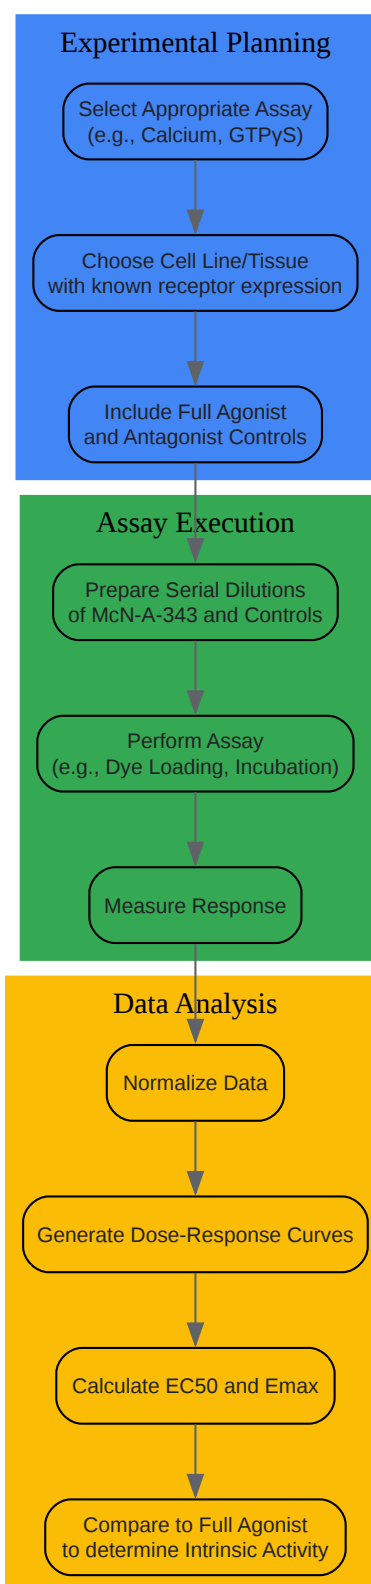 Experimental Planning
Select Appropriate Assay
(e.g., Calcium, GTPγS)
Choose Cell Line/Tissue
with known receptor expression
Include Full Agonist
and Antagonist Controls
Assay Execution
Prepare Serial Dilutions
of McN-A-343 and Controls
Perform Assay
(e.g., Dye Loading, Incubation)
Measure Response
Data Analysis
Normalize Data
Generate Dose-Response Curves
Calculate EC50 and Emax
Compare to Full Agonist
to determine Intrinsic Activity